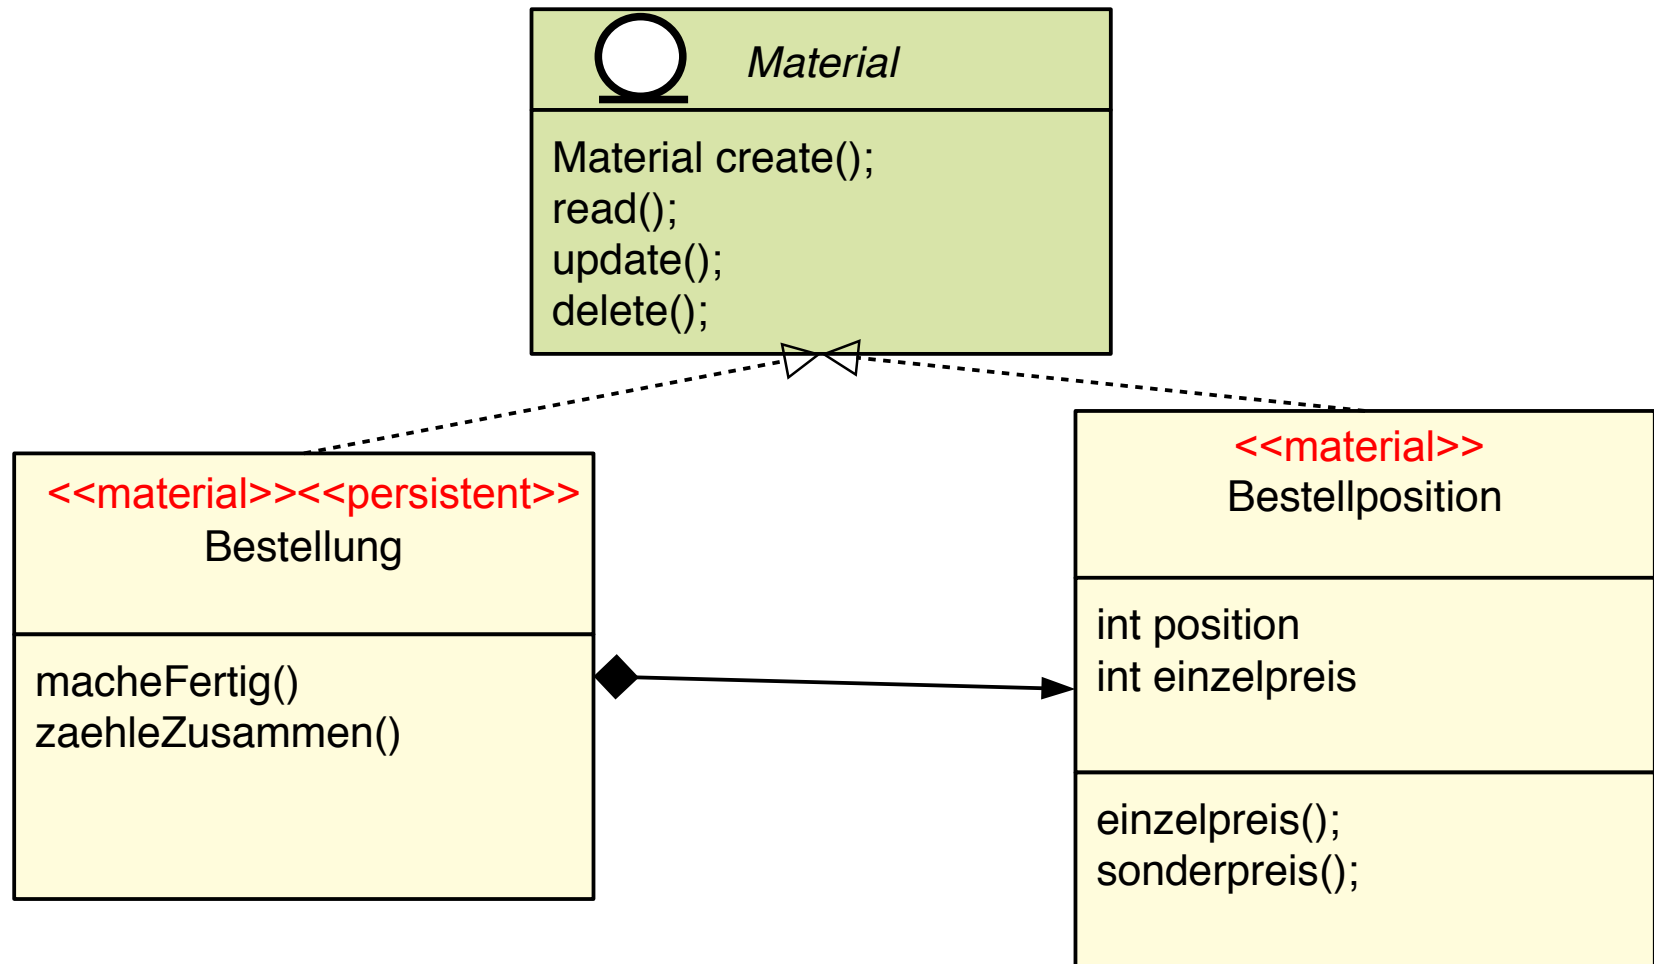 Material
Material create();
read();
update();
delete();
<<material>><<persistent>>
Bestellung
macheFertig()
zaehleZusammen()
<<material>>
Bestellposition
int position
int einzelpreis
einzelpreis();
sonderpreis();